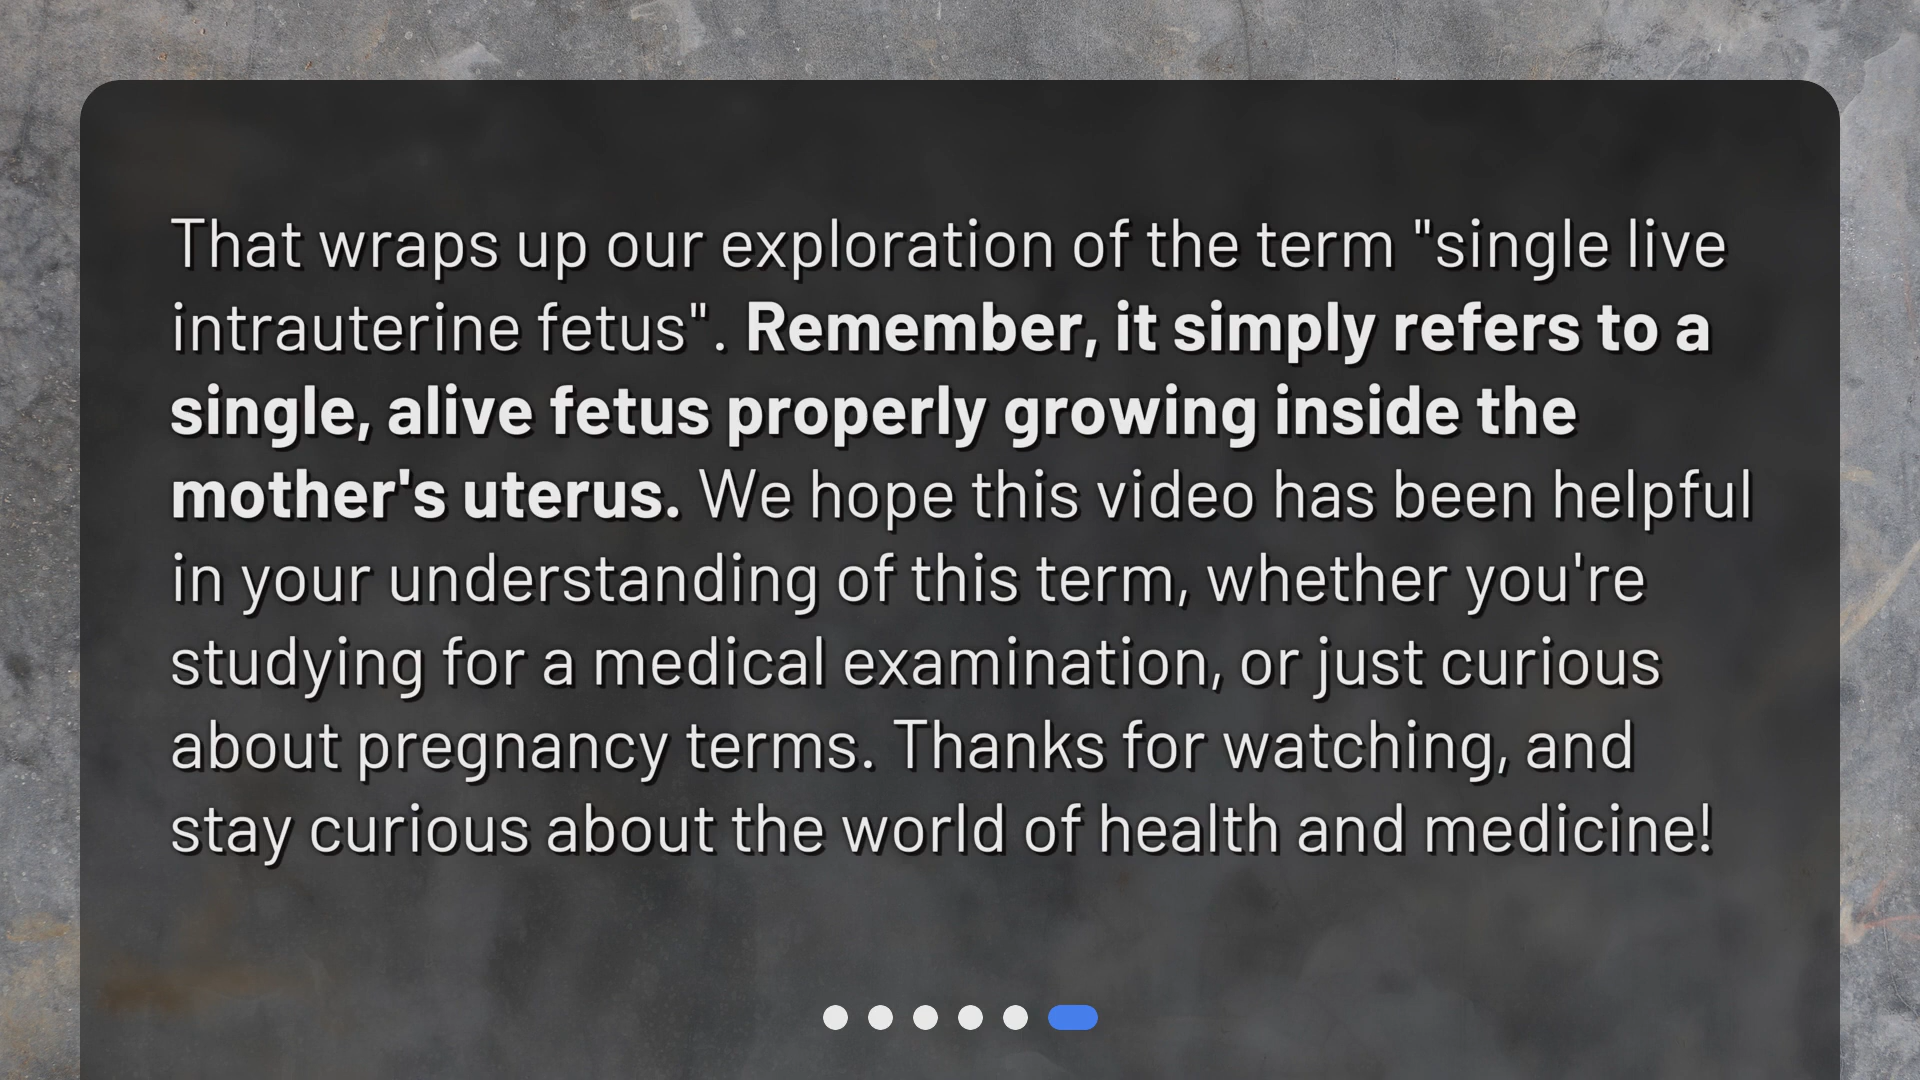 That wraps up our exploration of the term "single live
intrauterine fetus". Remember, it simply refers to a
single, alive fetus properly growing inside the
mother's uterus. We hope this video has been helpful
in your understanding of this term, whether you're
studying for a medical examination, or just curious
about pregnancy terms. Thanks for watching, and
stay curious about the world of health and medicine!